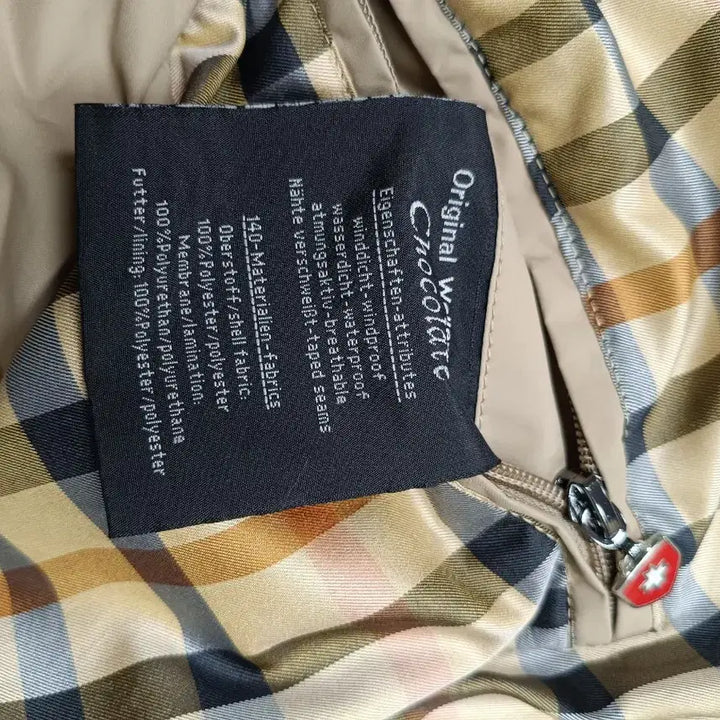 Original Warare
Chocolate
Eigenschaften-attributes
winddicht-windproof
wasserdicht-waterproof
atmungsaktiv-breathable
Nähte verschweißt-taped seams
140-Materialien-fabrics
Oberstoff/shell fabric:
100%Polyester/polyester
Membrane/lamination:
100%Polyurethan/polyurethane
Futter/lining: 100%Polyester/polyester